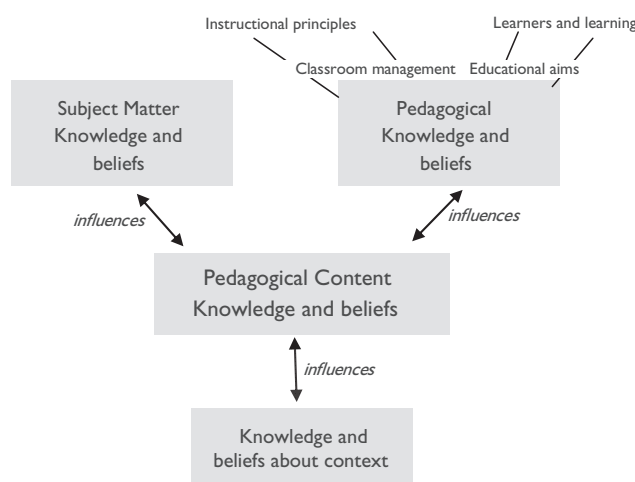 Instructional principles
Learners and learning
Classroom management
Educational aims
Subject Matter
Knowledge and
beliefs
Pedagogical
Knowledge and
beliefs
influences
influences
Pedagogical Content
Knowledge and beliefs
influences
Knowledge and
beliefs about context